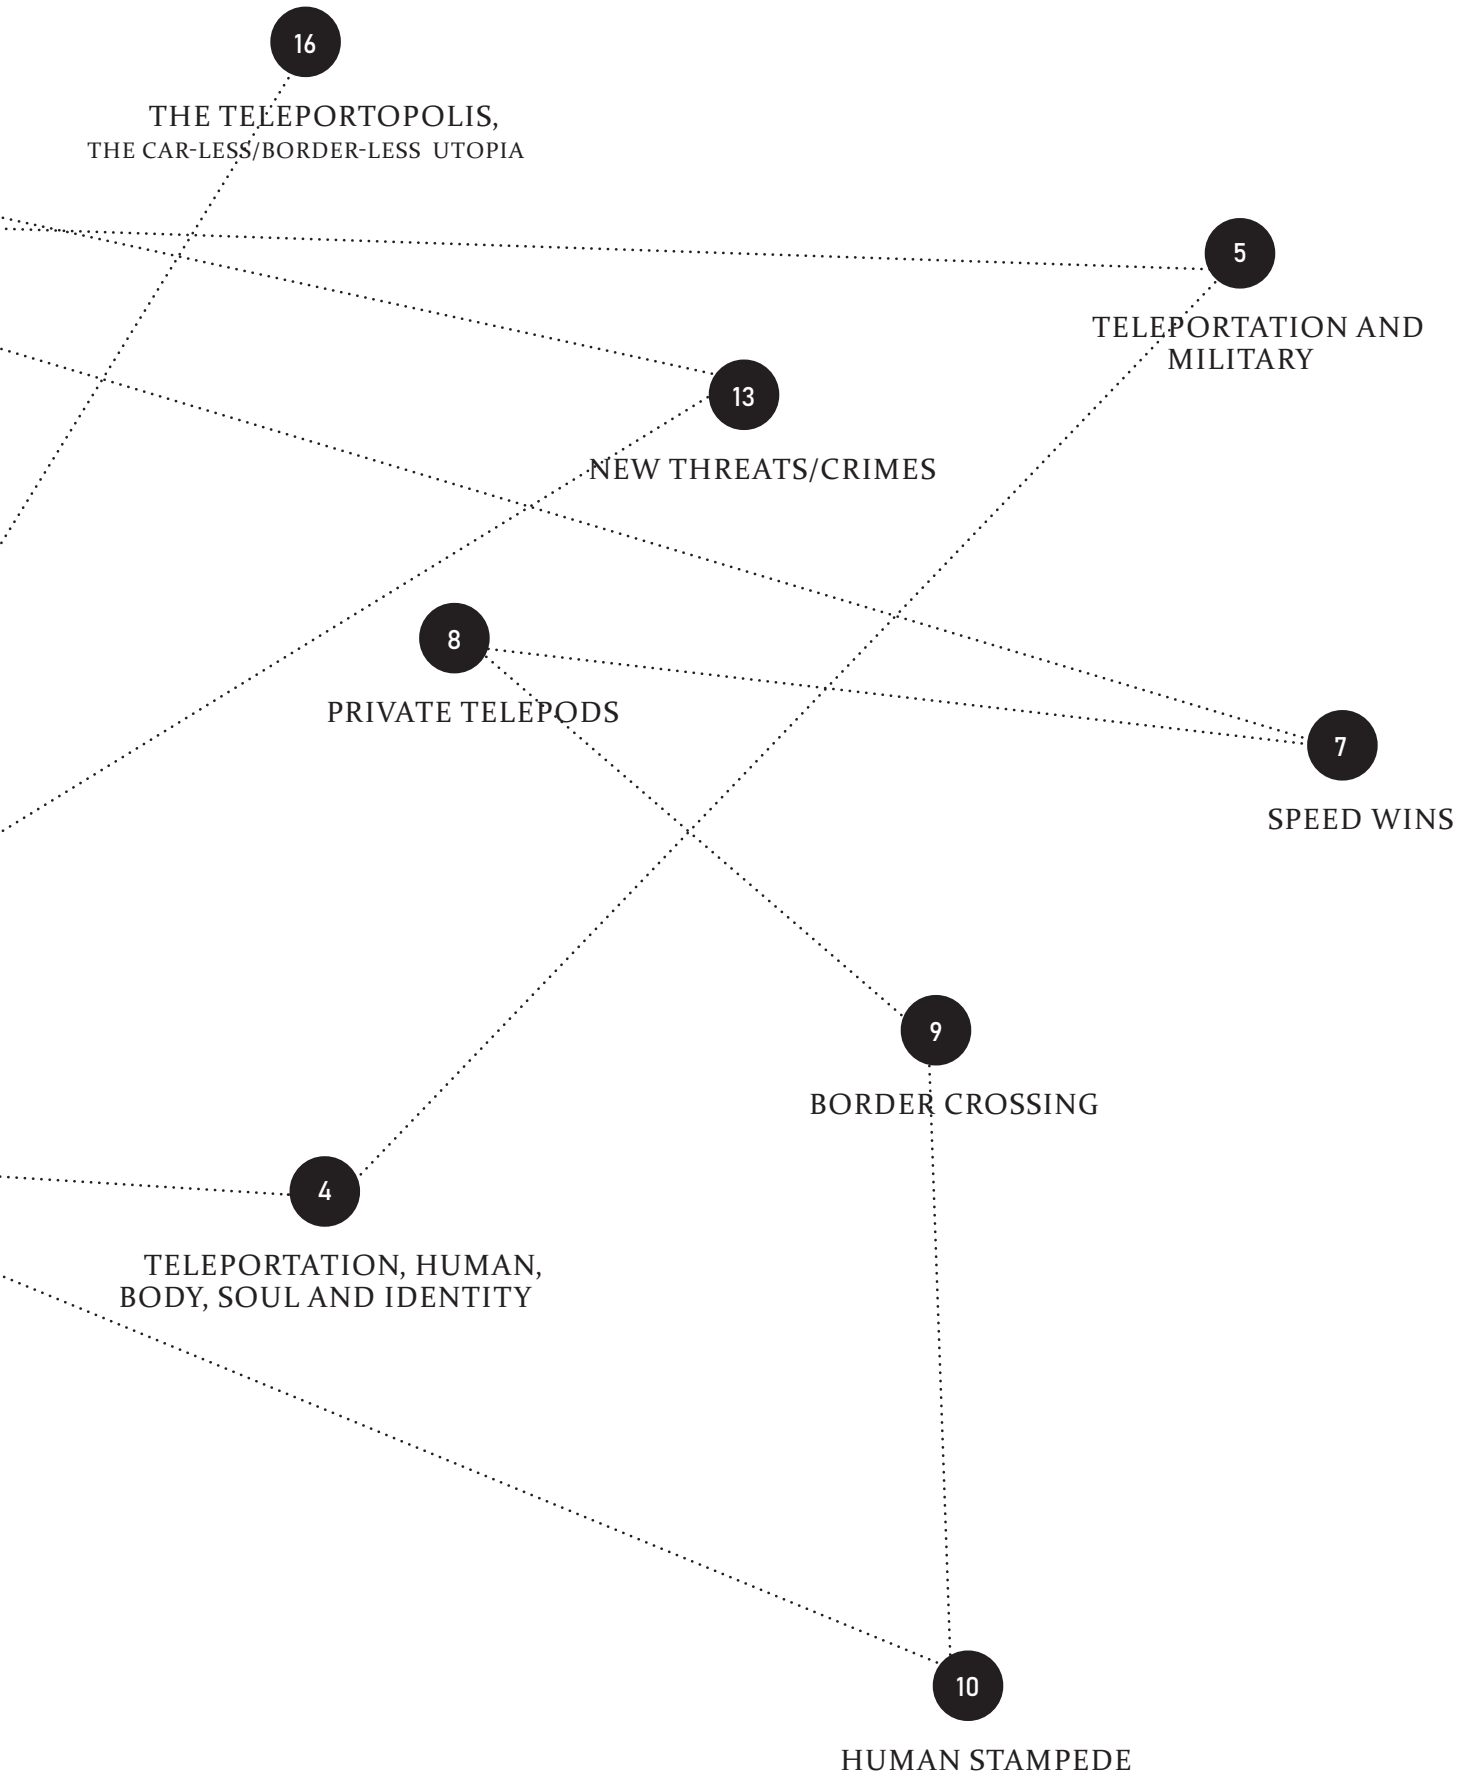 16
THE TELEPORTOPOLIS,
THE CAR-LESS/BORDER-LESS UTOPIA
5
TELEPORTATION AND
MILITARY
13
NEW THREATS/CRIMES
8
PRIVATE TELEPODS
7
SPEED WINS
9
BORDER CROSSING
4
TELEPORTATION, HUMAN,
BODY, SOUL AND IDENTITY
10
HUMAN STAMPEDE